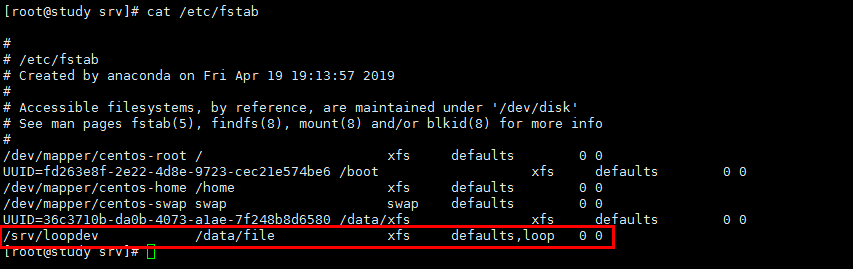 [root@study srv]# cat /etc/fstab
#
# /etc/fstab
# Created by anaconda on Fri Apr 19 19:13:57 2019
#
# Accessible filesystems, by reference, are maintained under '/dev/disk'
# See man pages fstab(5), findfs(8), mount(8) and/or blkid(8) for more info
#
/dev/mapper/centos-root /                       xfs     defaults        0 0
UUID=fd263e8f-2e22-4d8e-9723-cec21e574be6 /boot                   xfs     defaults        0 0
/dev/mapper/centos-home /home                   xfs     defaults        0 0
/dev/mapper/centos-swap swap                    swap    defaults        0 0
UUID=36c3710b-da0b-4073-a1ae-7f248b8d6580 /data/xfs               xfs     defaults        0 0
/srv/loopdev            /data/file              xfs     defaults,loop   0 0
[root@study srv]#